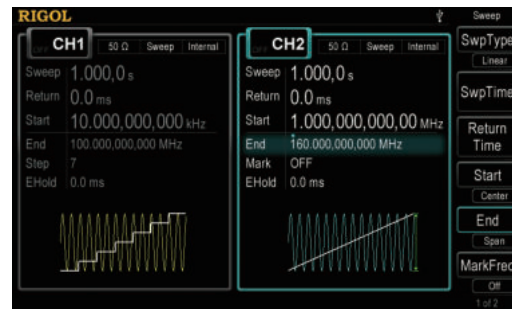 RIGOL
Sweep
OFF CH1 50 Ω Sweep Internal
Sweep 1.000,0 s
Return 0.0 ms
Start 10.000,000,000 kHz
End 100.000,000,000 MHz
Step 7
EHold 0.0 ms
OFF CH2 50 Ω Sweep Internal
Sweep 1.000,0 s
Return 0.0 ms
Start 1.000,000,000,00 MHz
End 160.000,000,000 MHz
Mark OFF
EHold 0.0 ms
SwpType
Linear
SwpTime
Return
Time
Start
Center
End
Span
MarkFreq
Off
1 of 2